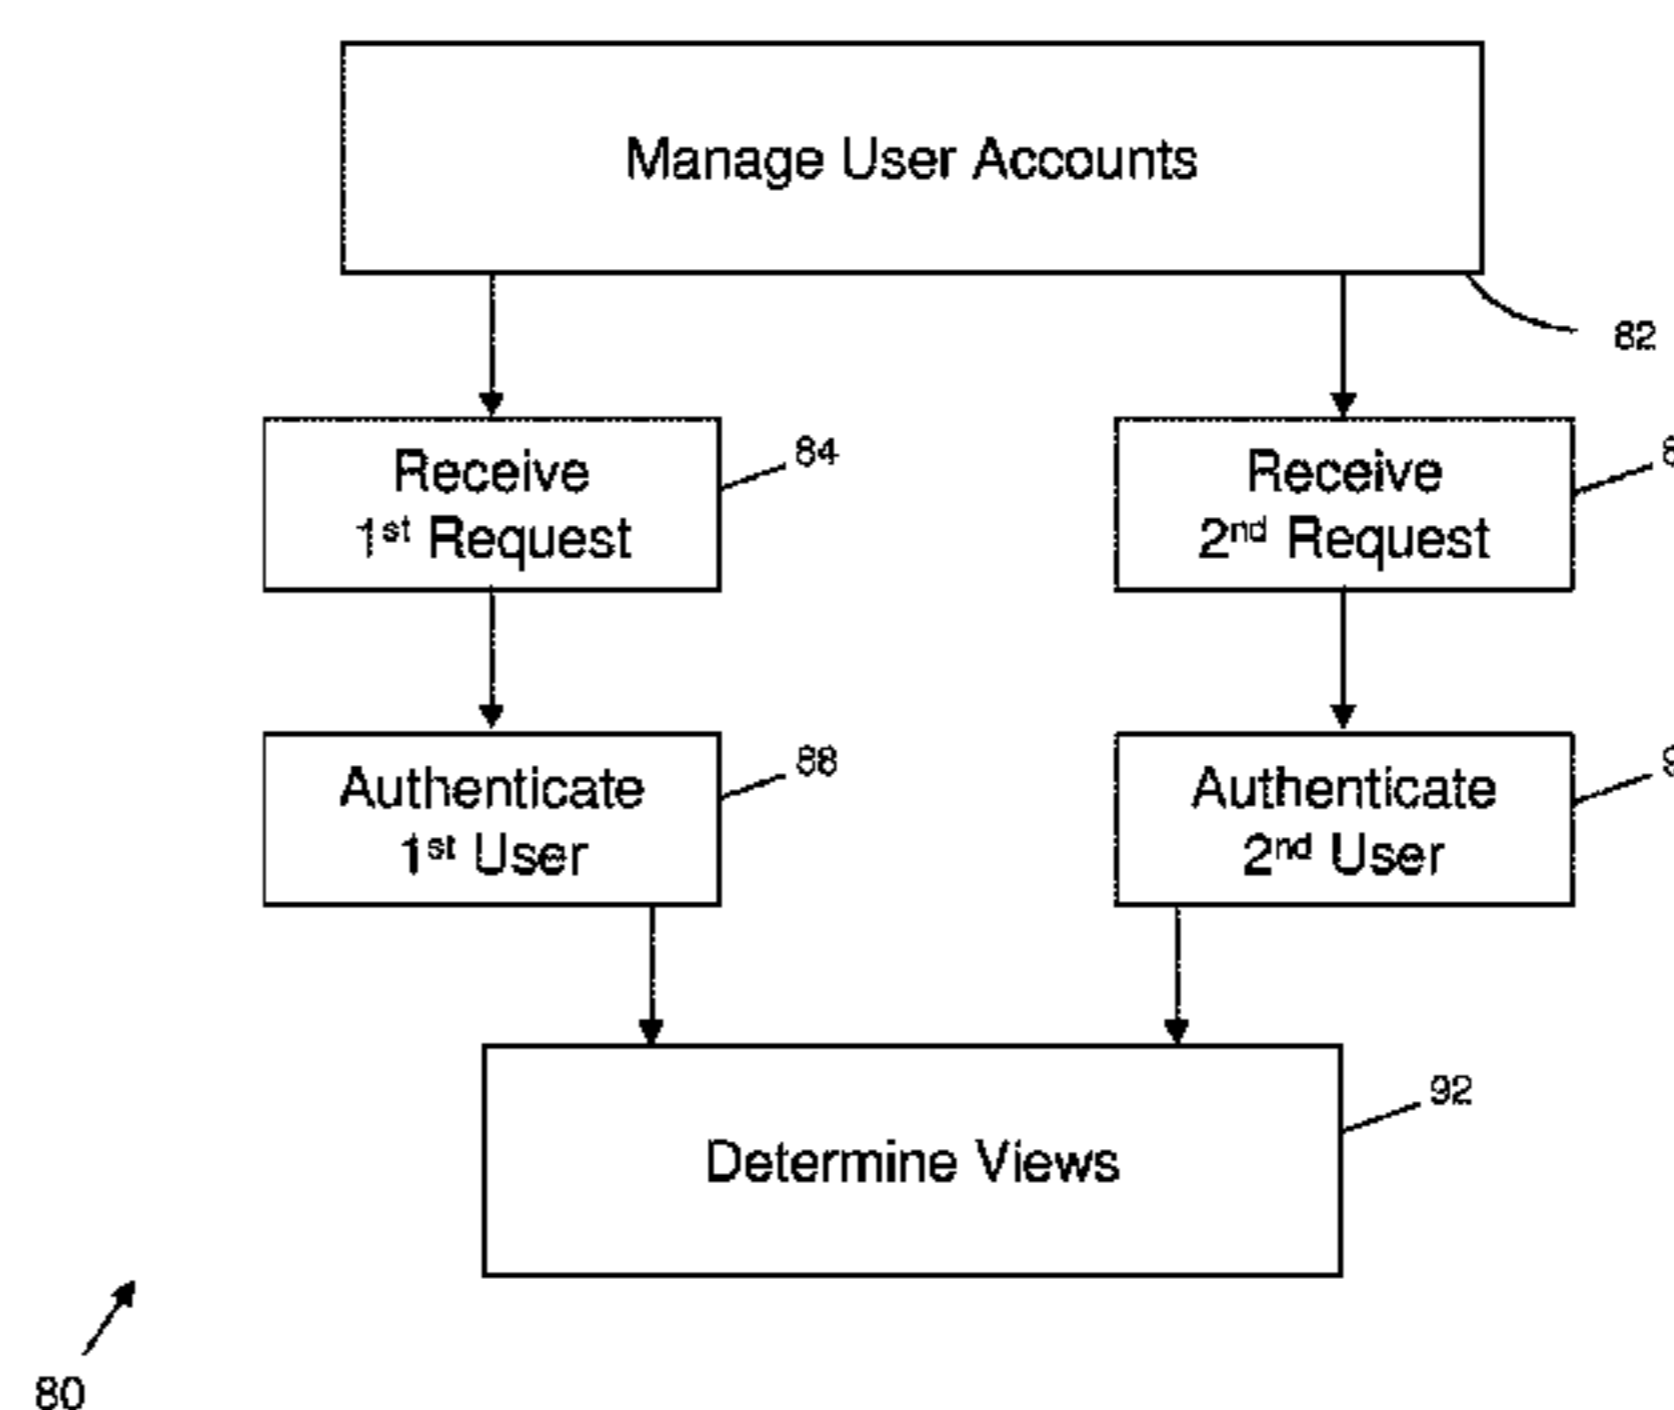 Manage User Accounts
82
Receive
1st Request
84
Receive
2nd Request
Authenticate
1st User
88
Authenticate
2nd User
Determine Views
92
80